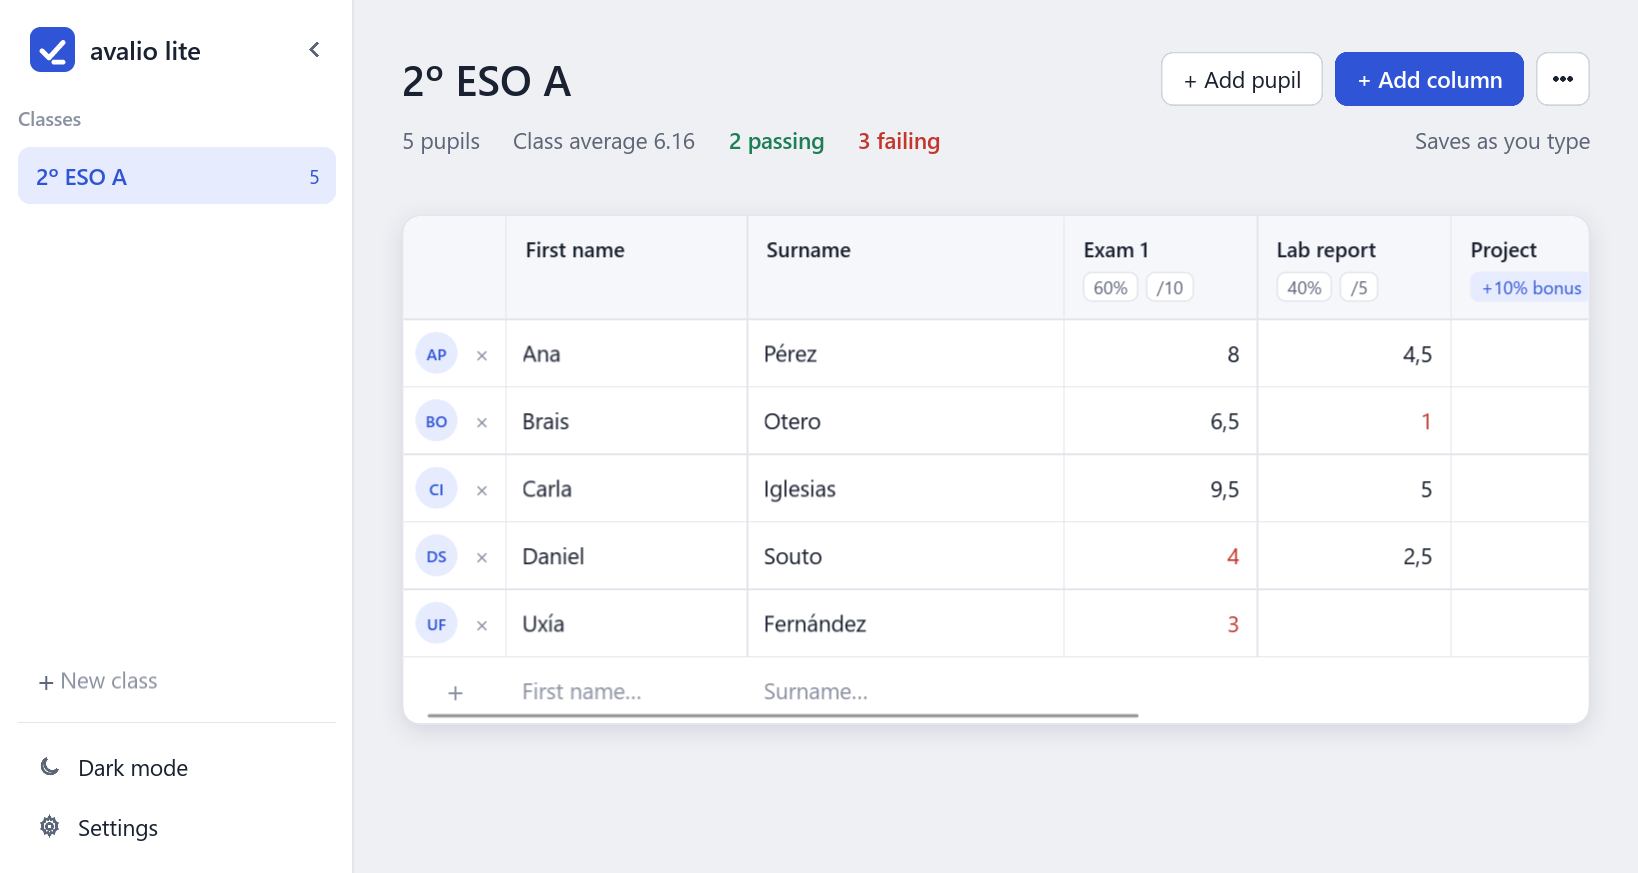 avalio lite
Classes
2º ESO A 5
+ New class
Dark mode
Settings
2º ESO A
+ Add pupil
+ Add column
5 pupils Class average 6.16 2 passing 3 failing
Saves as you type
First name Surname Exam 1 Lab report Project
60% /10 40% /5 +10% bonus
AP × Ana Pérez 8 4,5
BO × Brais Otero 6,5 1
CI × Carla Iglesias 9,5 5
DS × Daniel Souto 4 2,5
UF × Uxía Fernández 3
+ First name... Surname...